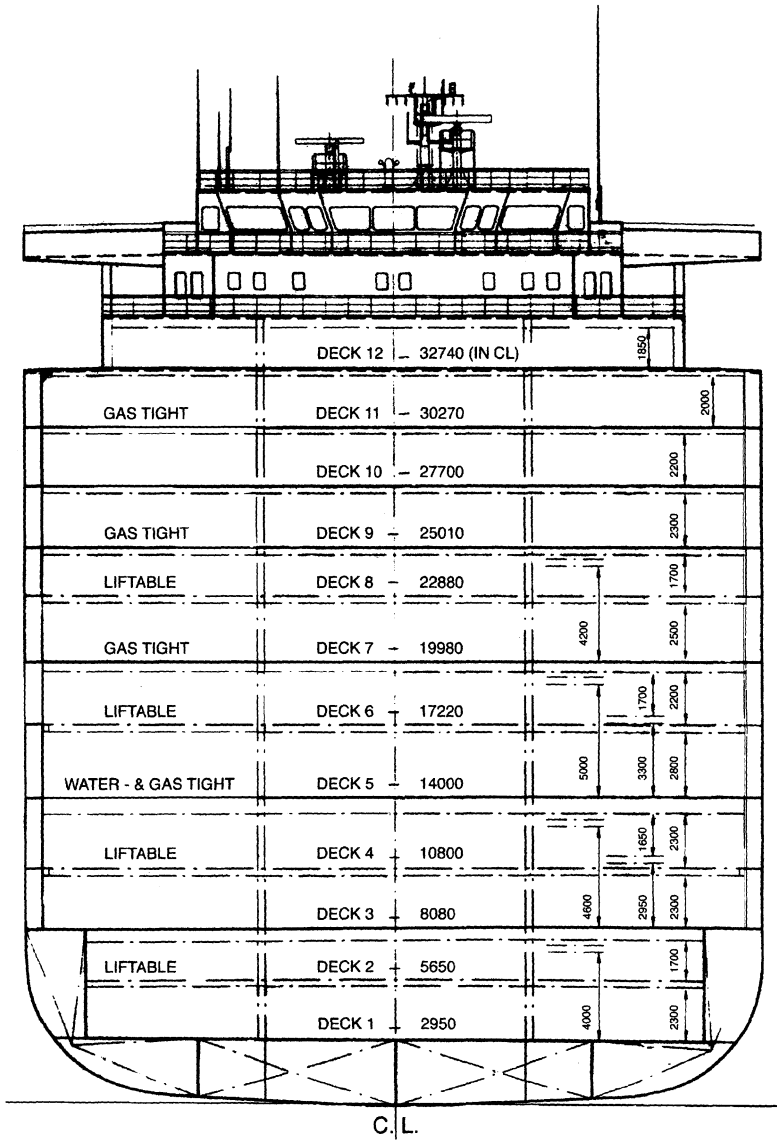 DECK 12 – 32740 (IN CL) 1850
GAS TIGHT DECK 11 – 30270 2000
DECK 10 – 27700 2200
GAS TIGHT DECK 9 – 25010 2300
LIFTABLE DECK 8 – 22880 1700
GAS TIGHT DECK 7 – 19980 4200 2500
LIFTABLE DECK 6 – 17220 1700 2200
WATER - & GAS TIGHT DECK 5 – 14000 5000 3300 2800
LIFTABLE DECK 4 – 10800 1650 2300
DECK 3 – 8080 4600 2950 2300
LIFTABLE DECK 2 – 5650 1700
DECK 1 – 2950 4000 2300
C.L.